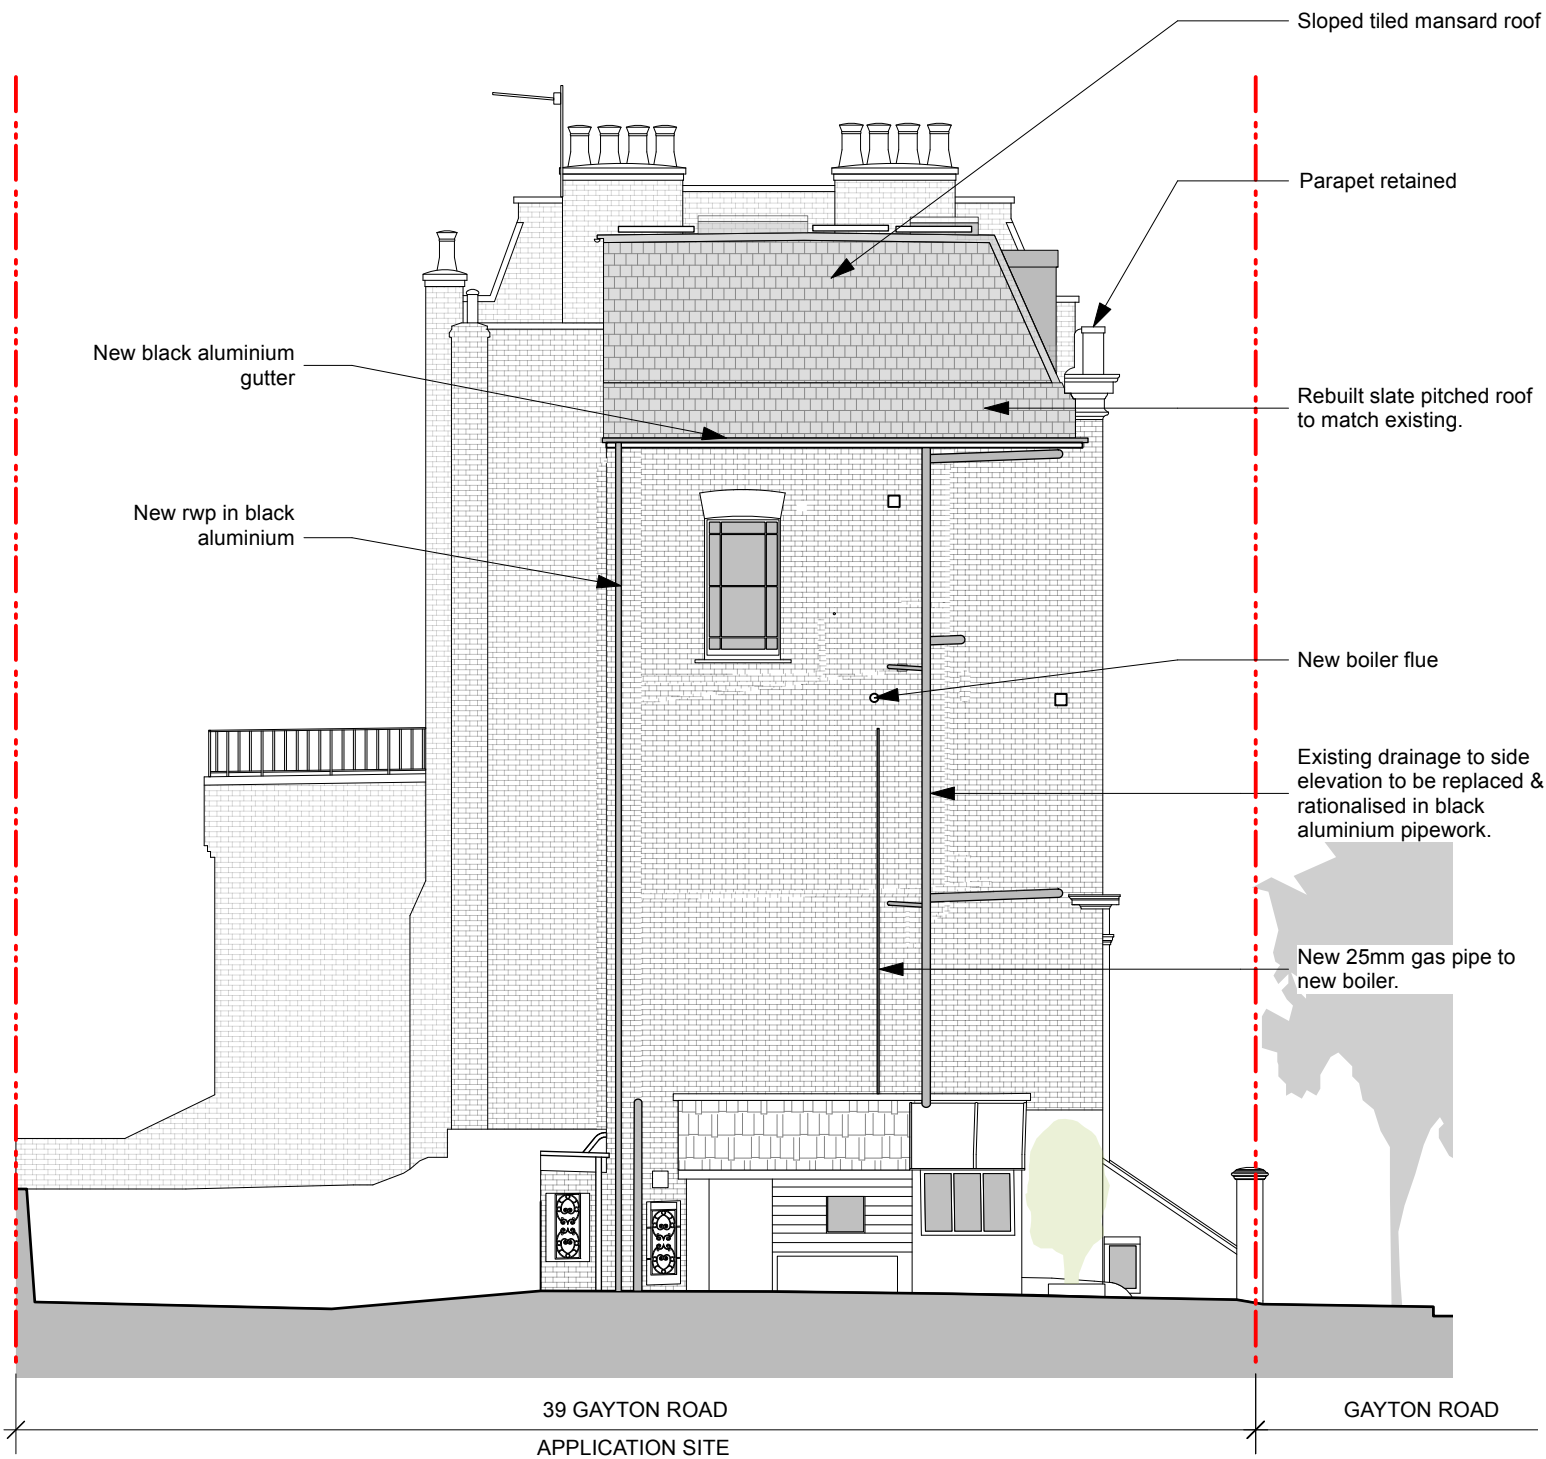 Sloped tiled mansard roof
Parapet retained
New black aluminium
gutter
Rebuilt slate pitched roof
to match existing.
New rwp in black
aluminium
New boiler flue
Existing drainage to side
elevation to be replaced &
rationalised in black
aluminium pipework.
New 25mm gas pipe to
new boiler.
39 GAYTON ROAD
GAYTON ROAD
APPLICATION SITE